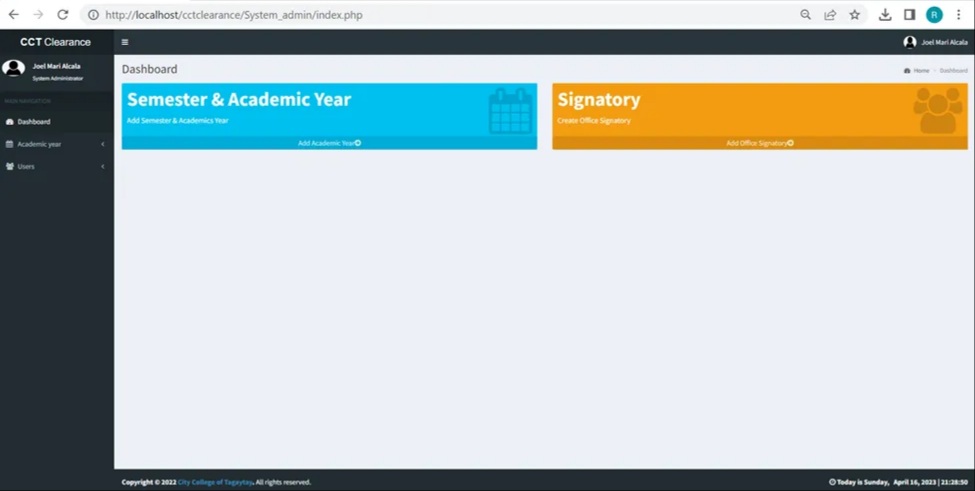 http://localhost/cctclearance/System_admin/index.php
R
CCT Clearance
Joel Mari Alcala
Joel Mari Alcala
System Administrator
MAIN NAVIGATION
Dashboard
Academic year
Users
Dashboard
Home > Dashboard
Semester & Academic Year
Add Semester & Academics Year
Add Academic Year
Signatory
Create Office Signatory
Add Office Signatory
Copyright © 2022 City College of Tagaytay. All rights reserved.
Today is Sunday, April 16, 2023 | 21:28:50